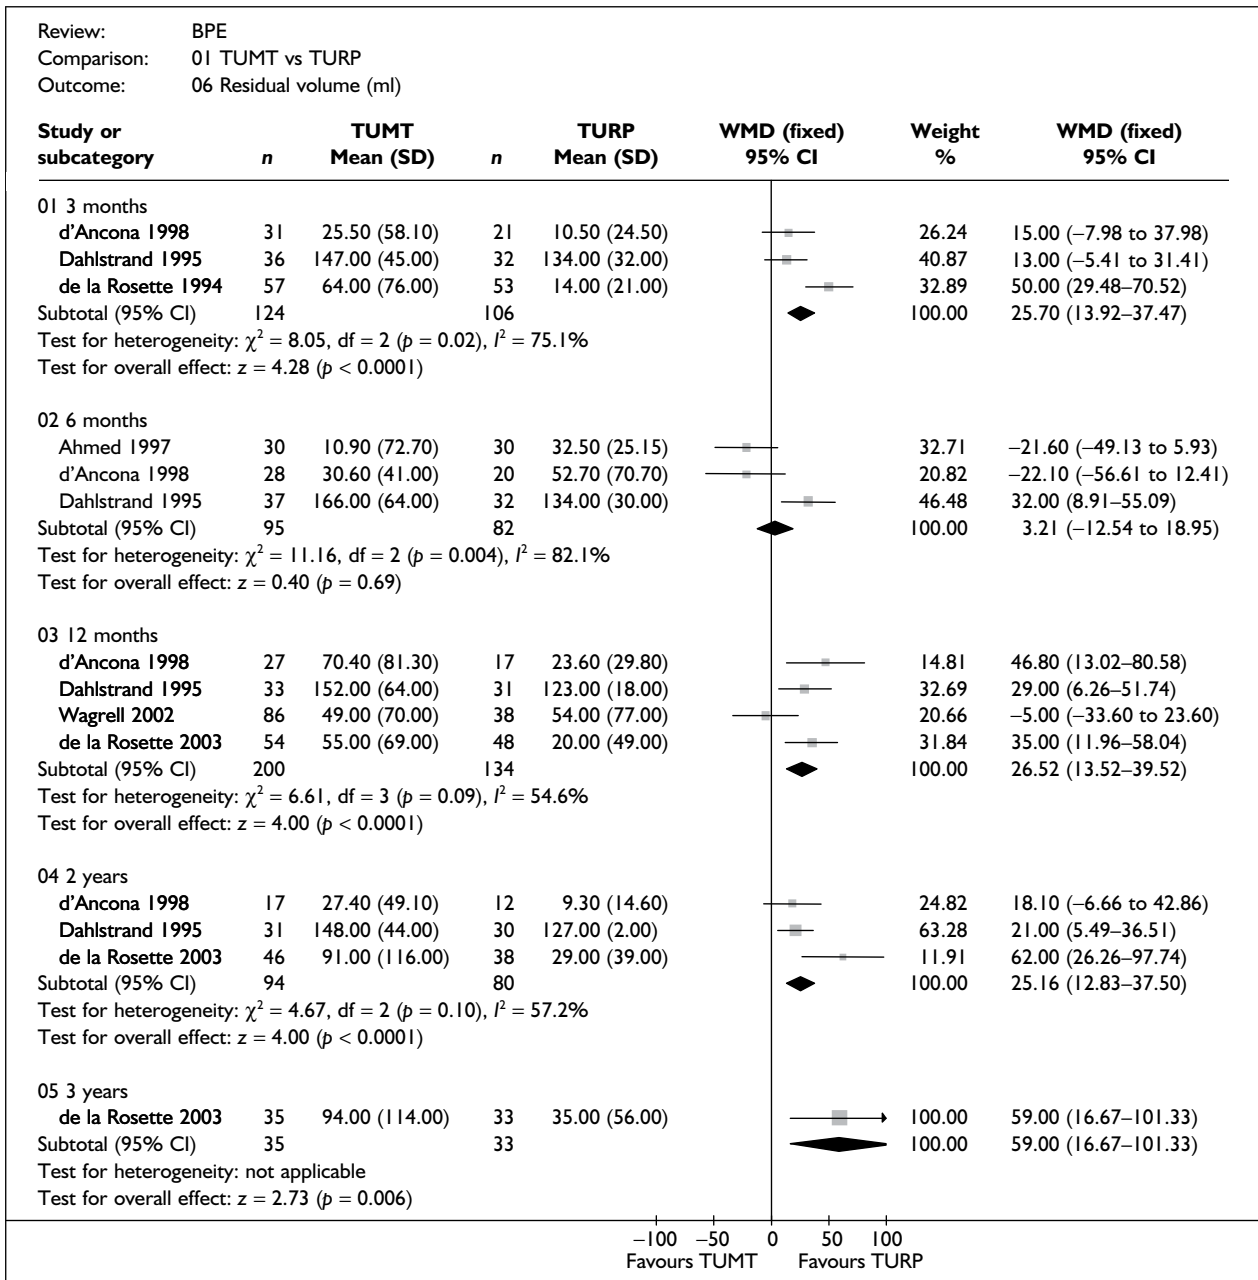 Review: BPE
Comparison: 01 TUMT vs TURP
Outcome: 06 Residual volume (ml)
Study or TUMT TURP WMD (fixed) Weight WMD (fixed)
subcategory n Mean (SD) n Mean (SD) 95% CI % 95% CI
01 3 months
d'Ancona 1998 31 25.50 (58.10) 21 10.50 (24.50) 26.24 15.00 (−7.98 to 37.98)
Dahlstrand 1995 36 147.00 (45.00) 32 134.00 (32.00) 40.87 13.00 (−5.41 to 31.41)
de la Rosette 1994 57 64.00 (76.00) 53 14.00 (21.00) 32.89 50.00 (29.48–70.52)
Subtotal (95% CI) 124 106 100.00 25.70 (13.92–37.47)
Test for heterogeneity: χ² = 8.05, df = 2 (p = 0.02), I² = 75.1%
Test for overall effect: z = 4.28 (p < 0.0001)
02 6 months
Ahmed 1997 30 10.90 (72.70) 30 32.50 (25.15) 32.71 −21.60 (−49.13 to 5.93)
d'Ancona 1998 28 30.60 (41.00) 20 52.70 (70.70) 20.82 −22.10 (−56.61 to 12.41)
Dahlstrand 1995 37 166.00 (64.00) 32 134.00 (30.00) 46.48 32.00 (8.91–55.09)
Subtotal (95% CI) 95 82 100.00 3.21 (−12.54 to 18.95)
Test for heterogeneity: χ² = 11.16, df = 2 (p = 0.004), I² = 82.1%
Test for overall effect: z = 0.40 (p = 0.69)
03 12 months
d'Ancona 1998 27 70.40 (81.30) 17 23.60 (29.80) 14.81 46.80 (13.02–80.58)
Dahlstrand 1995 33 152.00 (64.00) 31 123.00 (18.00) 32.69 29.00 (6.26–51.74)
Wagrell 2002 86 49.00 (70.00) 38 54.00 (77.00) 20.66 −5.00 (−33.60 to 23.60)
de la Rosette 2003 54 55.00 (69.00) 48 20.00 (49.00) 31.84 35.00 (11.96–58.04)
Subtotal (95% CI) 200 134 100.00 26.52 (13.52–39.52)
Test for heterogeneity: χ² = 6.61, df = 3 (p = 0.09), I² = 54.6%
Test for overall effect: z = 4.00 (p < 0.0001)
04 2 years
d'Ancona 1998 17 27.40 (49.10) 12 9.30 (14.60) 24.82 18.10 (−6.66 to 42.86)
Dahlstrand 1995 31 148.00 (44.00) 30 127.00 (2.00) 63.28 21.00 (5.49–36.51)
de la Rosette 2003 46 91.00 (116.00) 38 29.00 (39.00) 11.91 62.00 (26.26–97.74)
Subtotal (95% CI) 94 80 100.00 25.16 (12.83–37.50)
Test for heterogeneity: χ² = 4.67, df = 2 (p = 0.10), I² = 57.2%
Test for overall effect: z = 4.00 (p < 0.0001)
05 3 years
de la Rosette 2003 35 94.00 (114.00) 33 35.00 (56.00) 100.00 59.00 (16.67–101.33)
Subtotal (95% CI) 35 33 100.00 59.00 (16.67–101.33)
Test for heterogeneity: not applicable
Test for overall effect: z = 2.73 (p = 0.006)
−100 −50 0 50 100
Favours TUMT Favours TURP